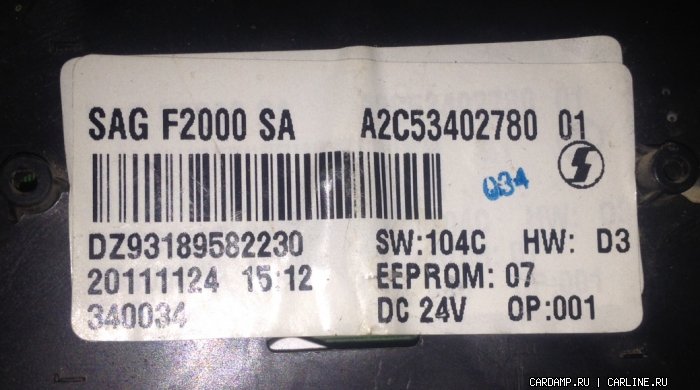 SAG F2000 SA A2C53402780 01
034
DZ93189582230 SW:104C HW: D3
20111124 15:12 EEPROM: 07
340034 DC 24V OP:001
CARDAMP.RU | CARLINE.RU